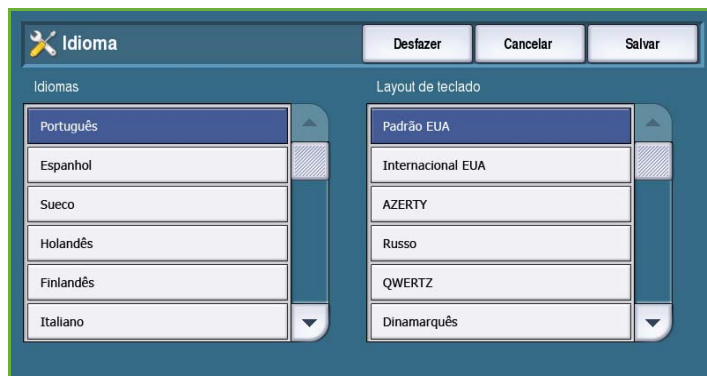 Idioma
Desfazer
Cancelar
Salvar
Idiomas
Layout de teclado
Português
Espanhol
Sueco
Holandês
Finlandês
Italiano
Padrão EUA
Internacional EUA
AZERTY
Russo
QWERTZ
Dinamarquês